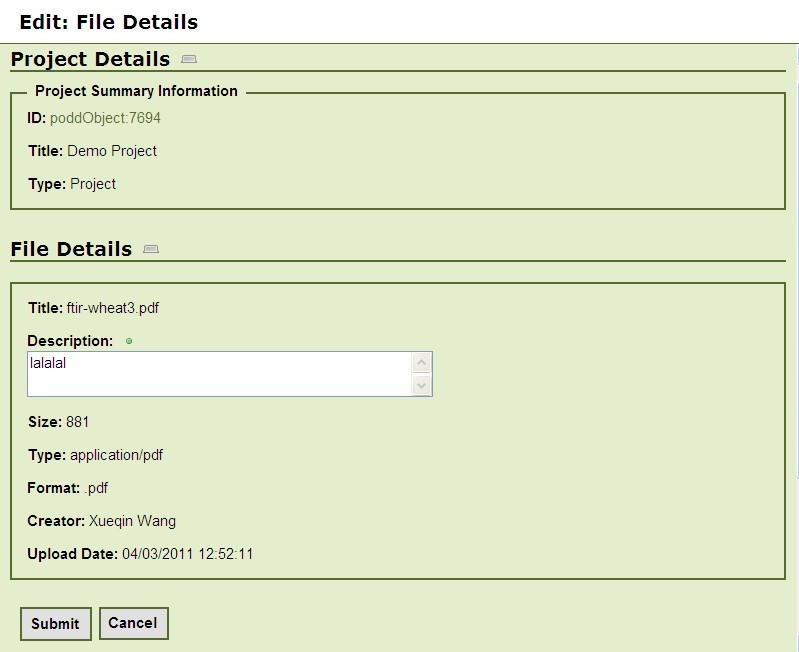 Edit: File Details
Project Details
Project Summary Information
ID: poddObject:7694
Title: Demo Project
Type: Project
File Details
Title: ftir-wheat3.pdf
Description:
lalalal
Size: 881
Type: application/pdf
Format: .pdf
Creator: Xueqin Wang
Upload Date: 04/03/2011 12:52:11
Submit Cancel